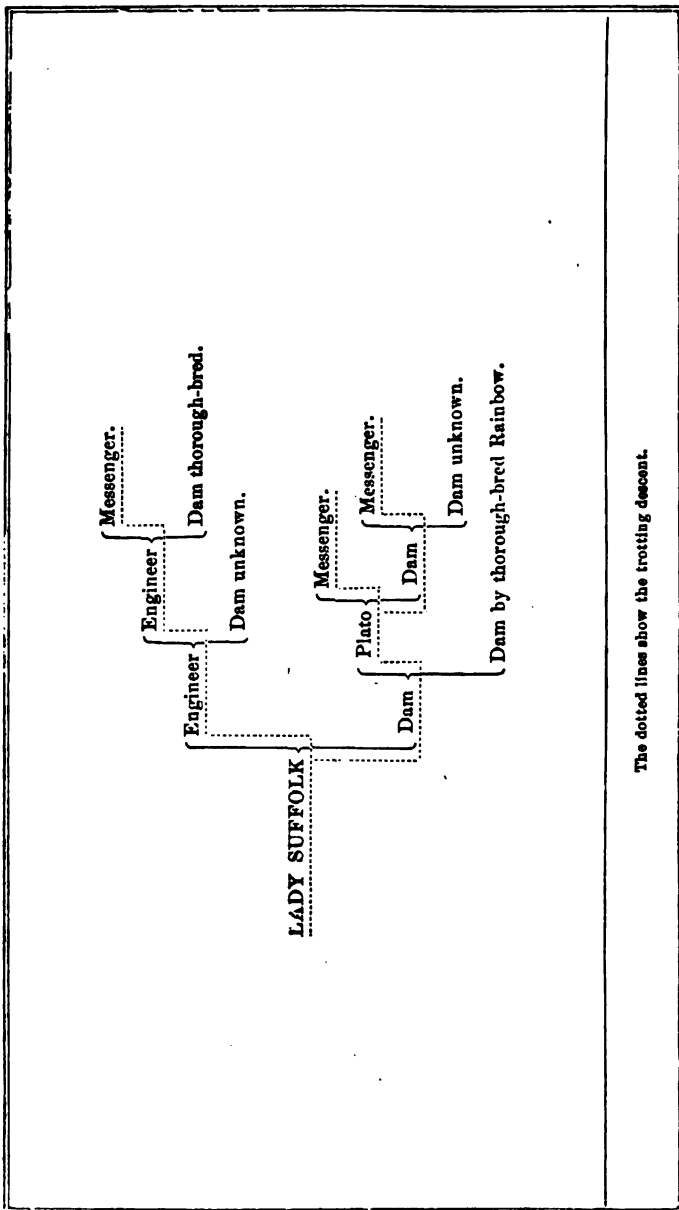 Messenger.
Engineer
Dam thorough-bred.
Engineer
Dam unknown.
LADY SUFFOLK
Messenger.
Plato
Messenger.
Dam
Dam unknown.
Dam
Dam by thorough-bred Rainbow.
The dotted lines show the trotting descent.